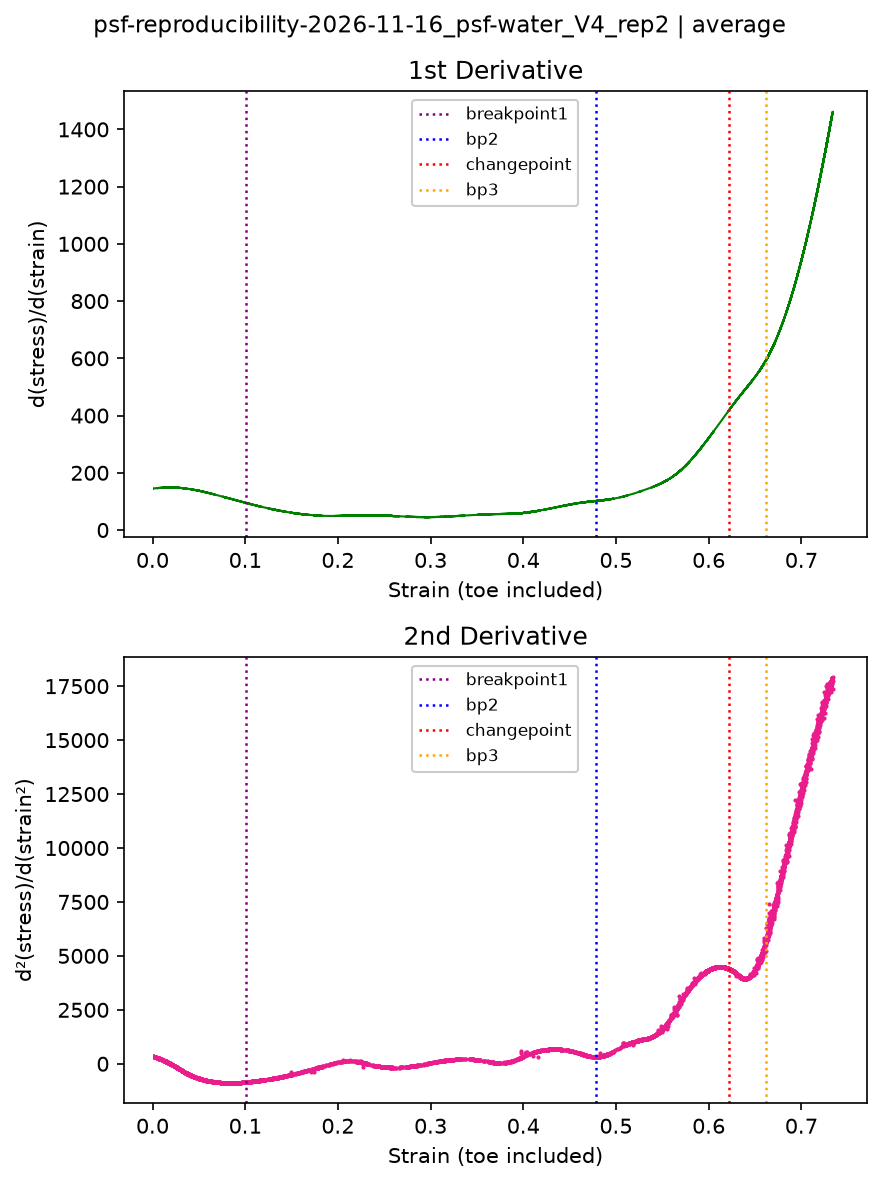 psf-reproducibility-2026-11-16_psf-water_V4_rep2 | average
1st Derivative
breakpoint1
bp2
changepoint
bp3
d(stress)/d(strain)
1400
1200
1000
800
600
400
200
0
0.0 0.1 0.2 0.3 0.4 0.5 0.6 0.7
Strain (toe included)
2nd Derivative
breakpoint1
bp2
changepoint
bp3
d²(stress)/d(strain²)
17500
15000
12500
10000
7500
5000
2500
0
0.0 0.1 0.2 0.3 0.4 0.5 0.6 0.7
Strain (toe included)